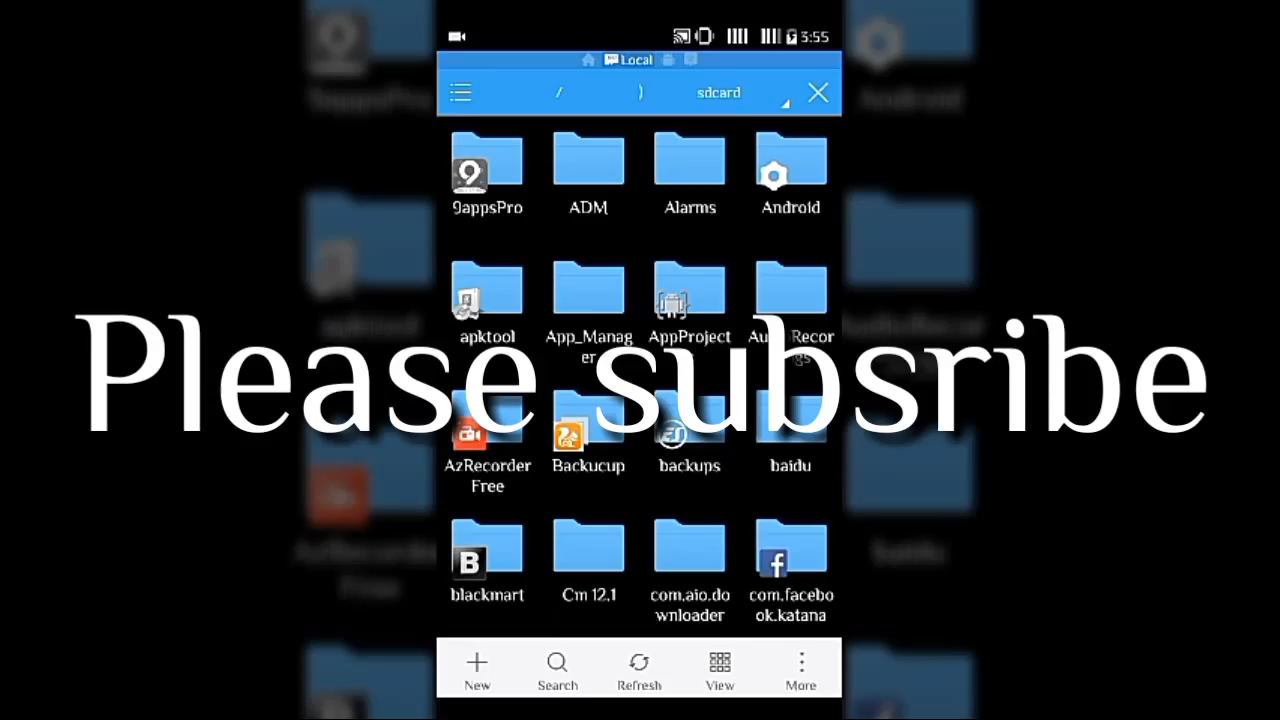 3:55
Local
/ ) sdcard
9appsPro ADM Alarms Android
apktool App_Manag AppProject
er
Please subsribe
AzRecorder Backucup backups baidu
Free
blackmart Cm 12.1 com.aio.do com.facebo
wnloader ok.katana
New Search Refresh View More